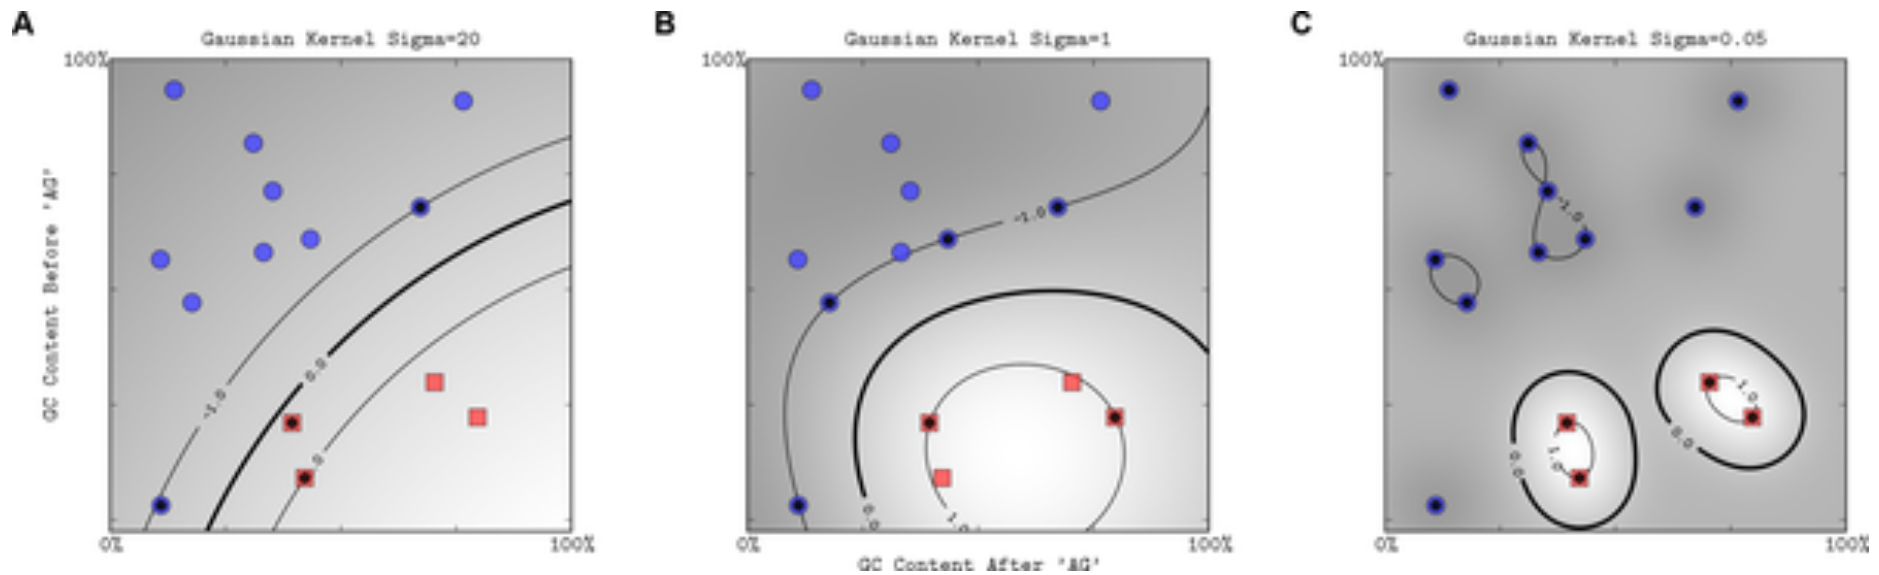 A
Gaussian Kernel Sigma=20
100%
GC Content Before 'AG'
-1.0
0.0
.0
0%
100%
B
Gaussian Kernel Sigma=1
100%
-1.0
0.0
1.0
0%
100%
GC Content After 'AG'
C
Gaussian Kernel Sigma=0.05
100%
-1.0
1.0
0.0
1.0
0.0
0%
100%